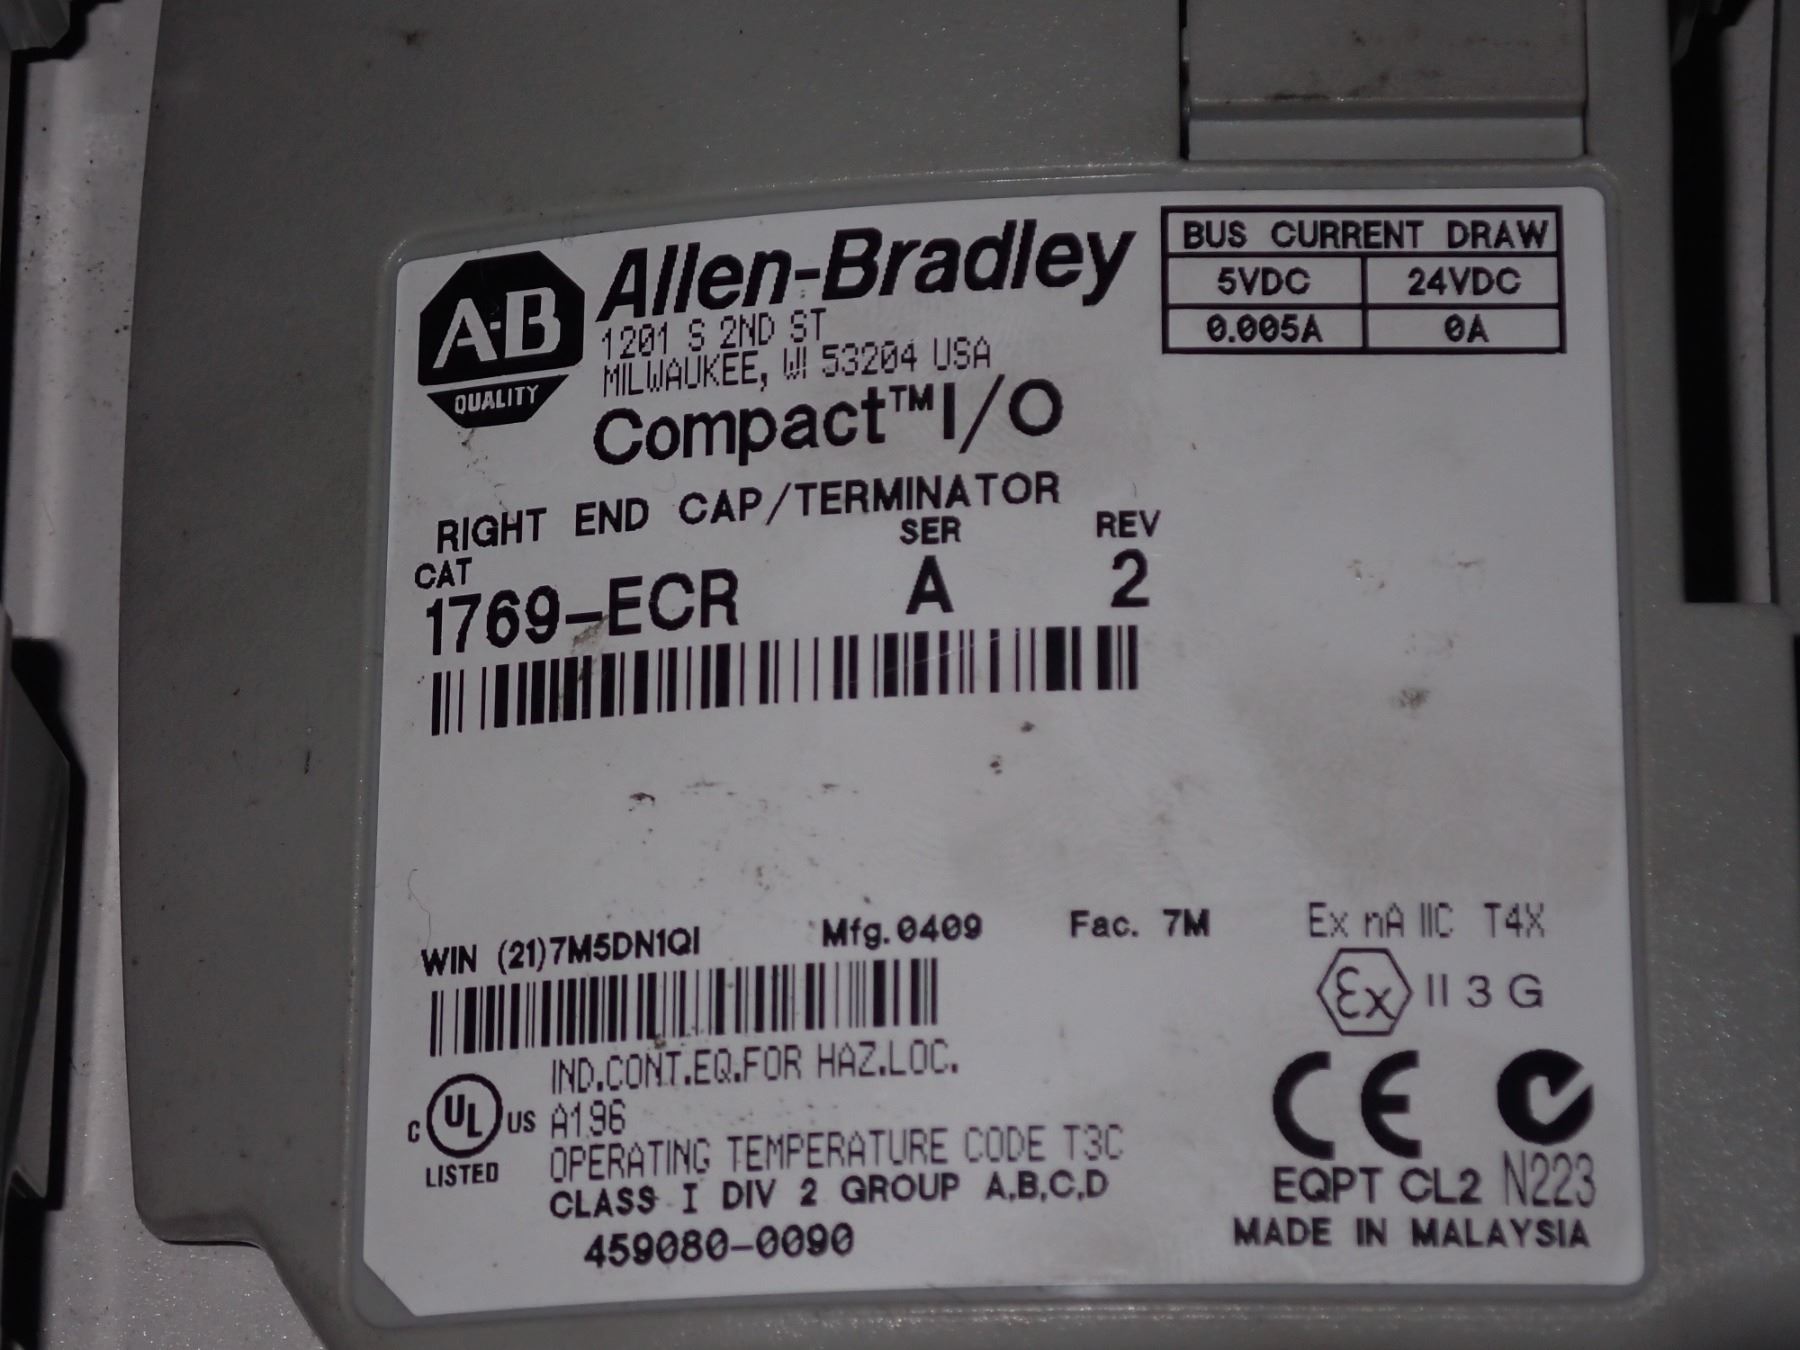 A-B
QUALITY
Allen-Bradley
1201 S 2ND ST
MILWAUKEE, WI 53204 USA
Compact™ I/O
BUS CURRENT DRAW
5VDC 24VDC
0.005A 0A
RIGHT END CAP/TERMINATOR
CAT SER REV
1769-ECR A 2
WIN (21)7M5DN1QI Mfg.0409 Fac. 7M
Ex nA IIC T4X
Ex II 3 G
IND.CONT.EQ.FOR HAZ.LOC.
C UL US A196
LISTED
OPERATING TEMPERATURE CODE T3C
CLASS I DIV 2 GROUP A,B,C,D
459080-0090
CE
EQPT CL2 N223
MADE IN MALAYSIA